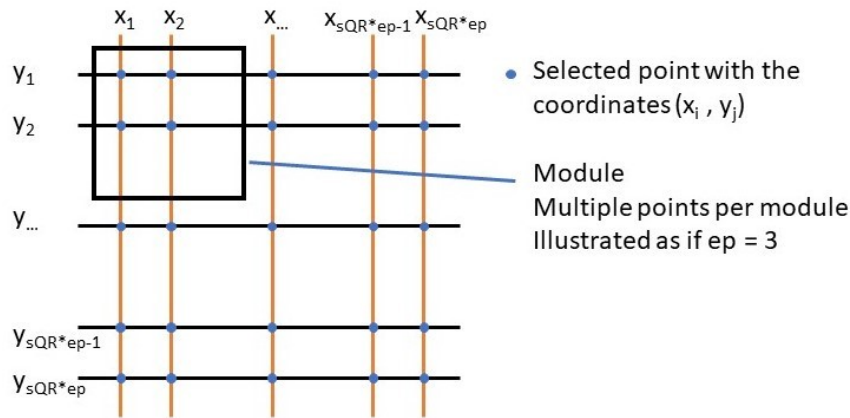 x1 x2 x... xsQR*ep-1 xsQR*ep
y1
y2
y...
ysQR*ep-1
ysQR*ep
Selected point with the
coordinates (xi , yj)
Module
Multiple points per module
Illustrated as if ep = 3